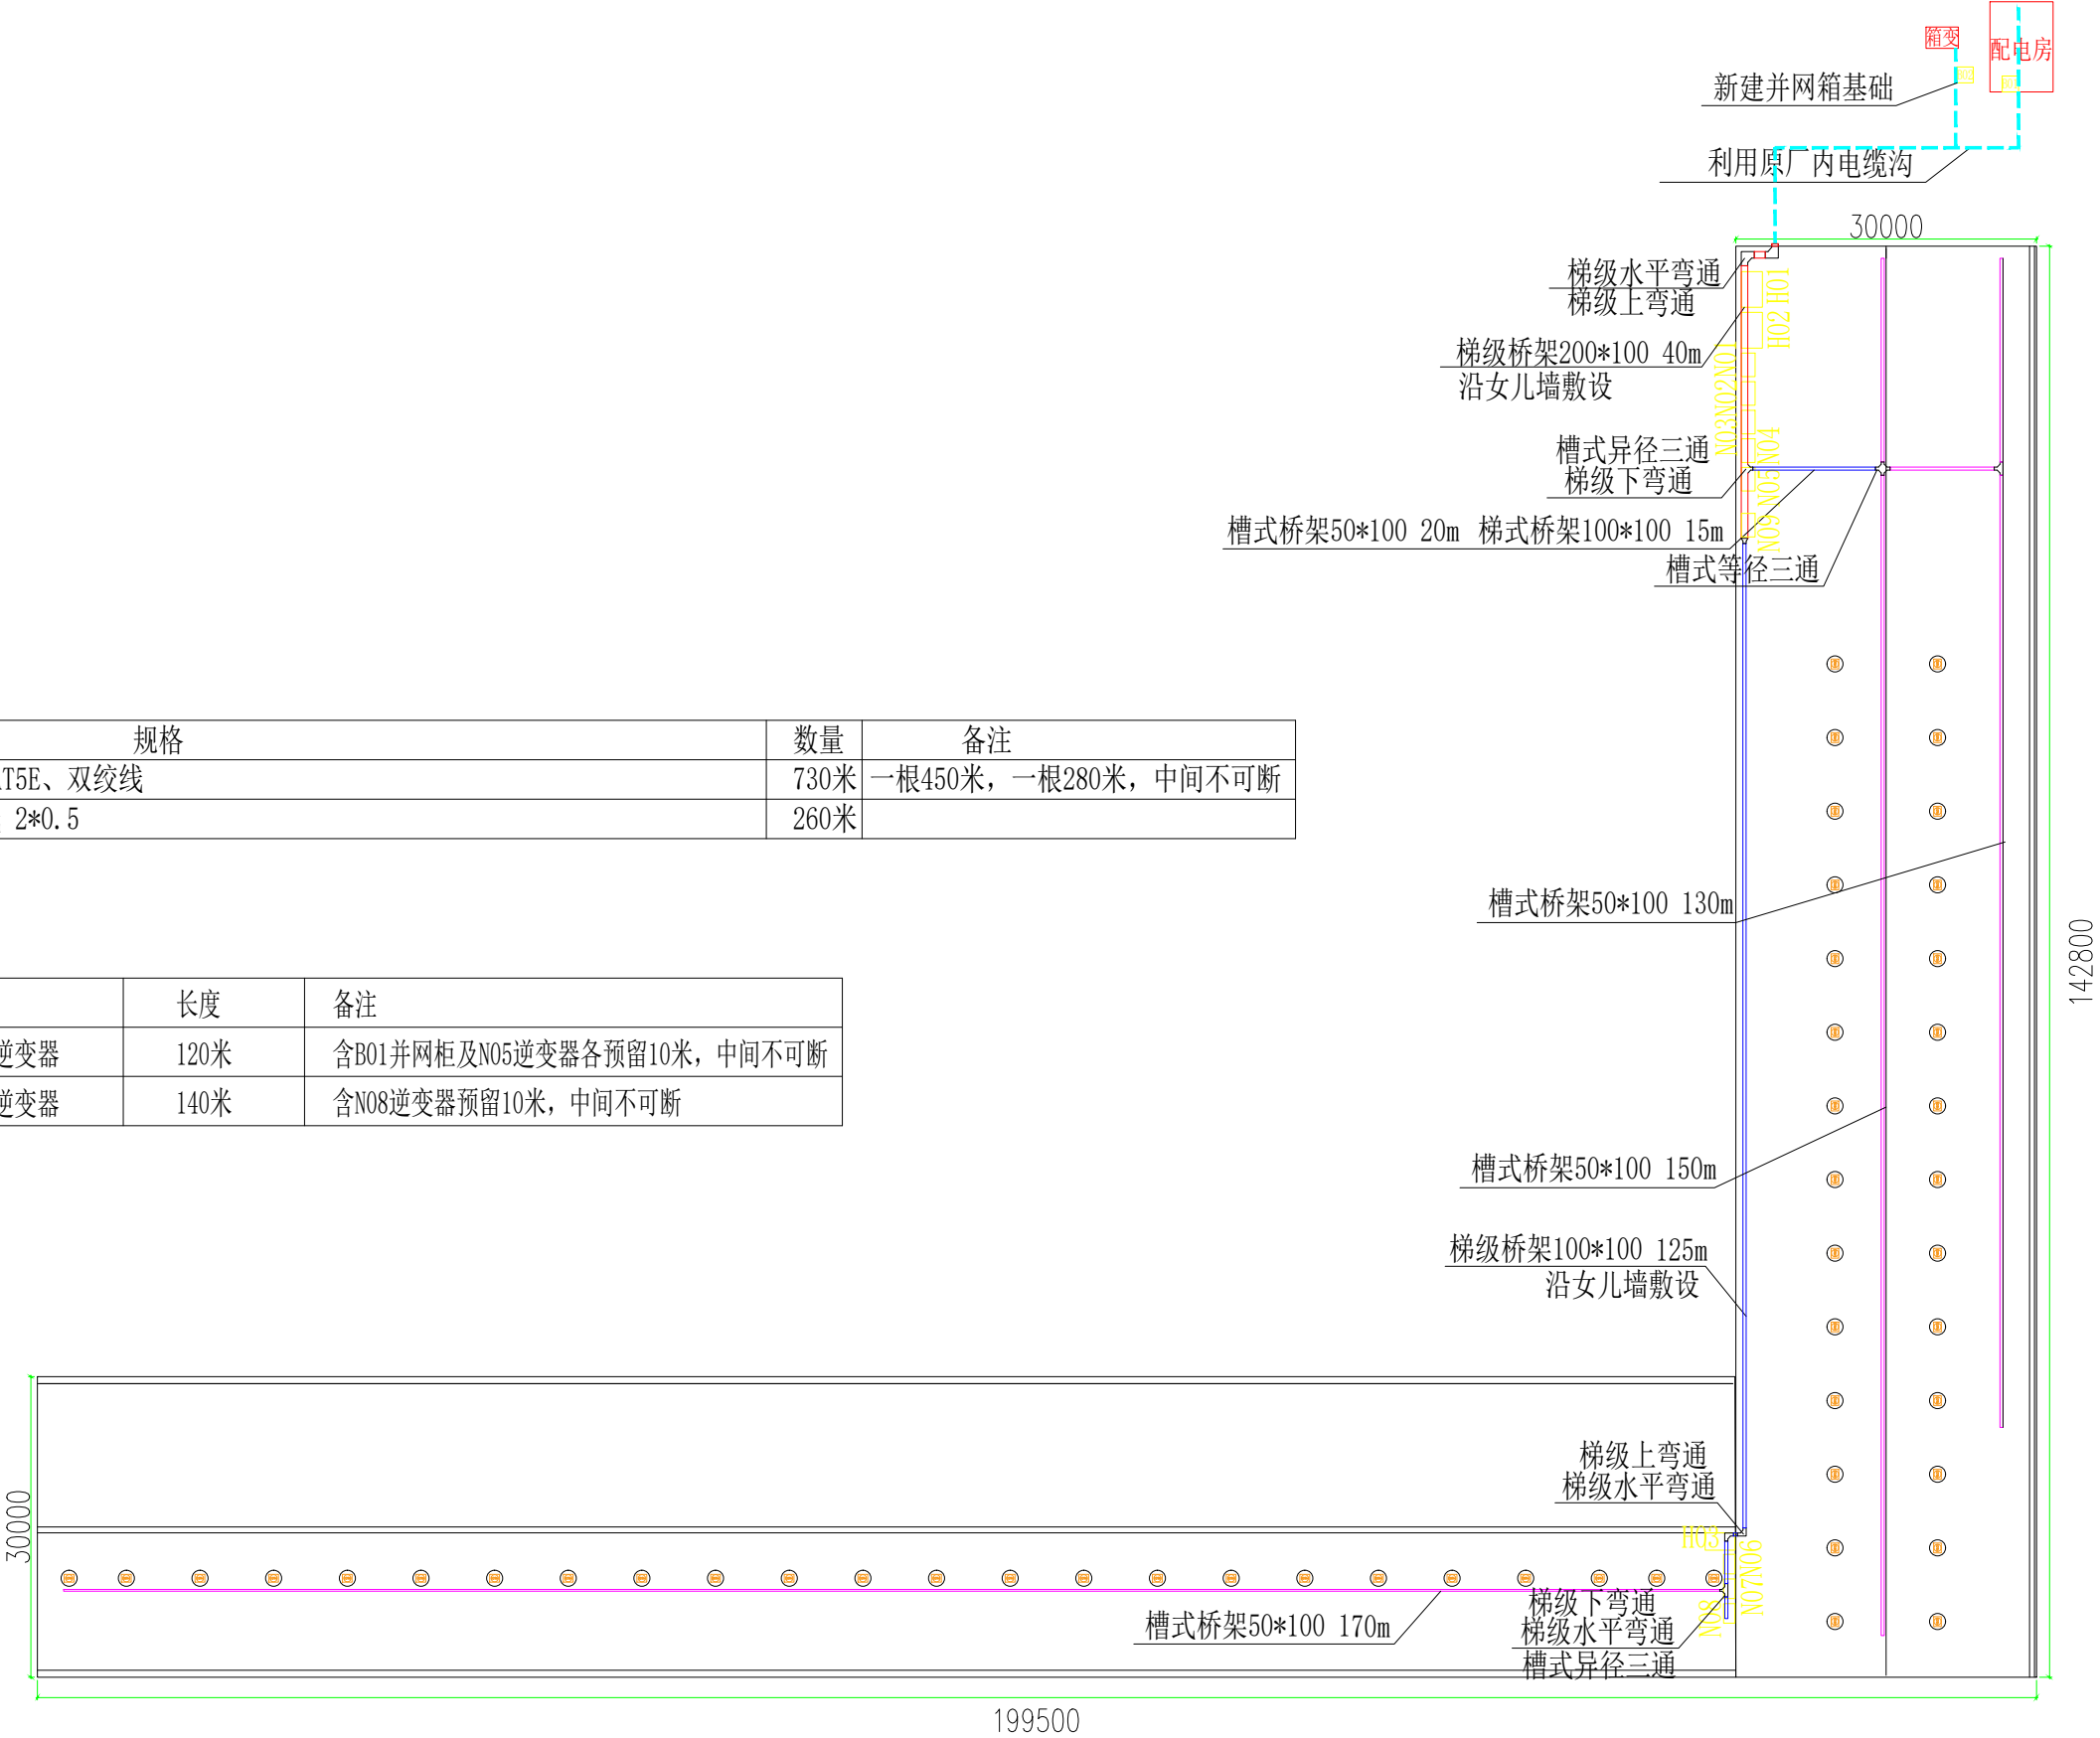 箱变
配电房
新建并网箱基础
利用原厂内电缆沟
30000
梯级水平弯通
梯级上弯通
H01
H02
梯级桥架200*100 40m
沿女儿墙敷设
N03N02N01
槽式异径三通
梯级下弯通
N05N04
N09
槽式桥架50*100 20m 梯式桥架100*100 15m
槽式等径三通
规格 数量 备注
T5E、双绞线 730米 一根450米，一根280米，中间不可断
2*0.5 260米
槽式桥架50*100 130m
142800
长度 备注
逆变器 120米 含B01并网柜及N05逆变器各预留10米，中间不可断
逆变器 140米 含N08逆变器预留10米，中间不可断
槽式桥架50*100 150m
梯级桥架100*100 125m
沿女儿墙敷设
梯级上弯通
梯级水平弯通
30000
H03
N07N06
N08
梯级下弯通
梯级水平弯通
槽式异径三通
槽式桥架50*100 170m
199500